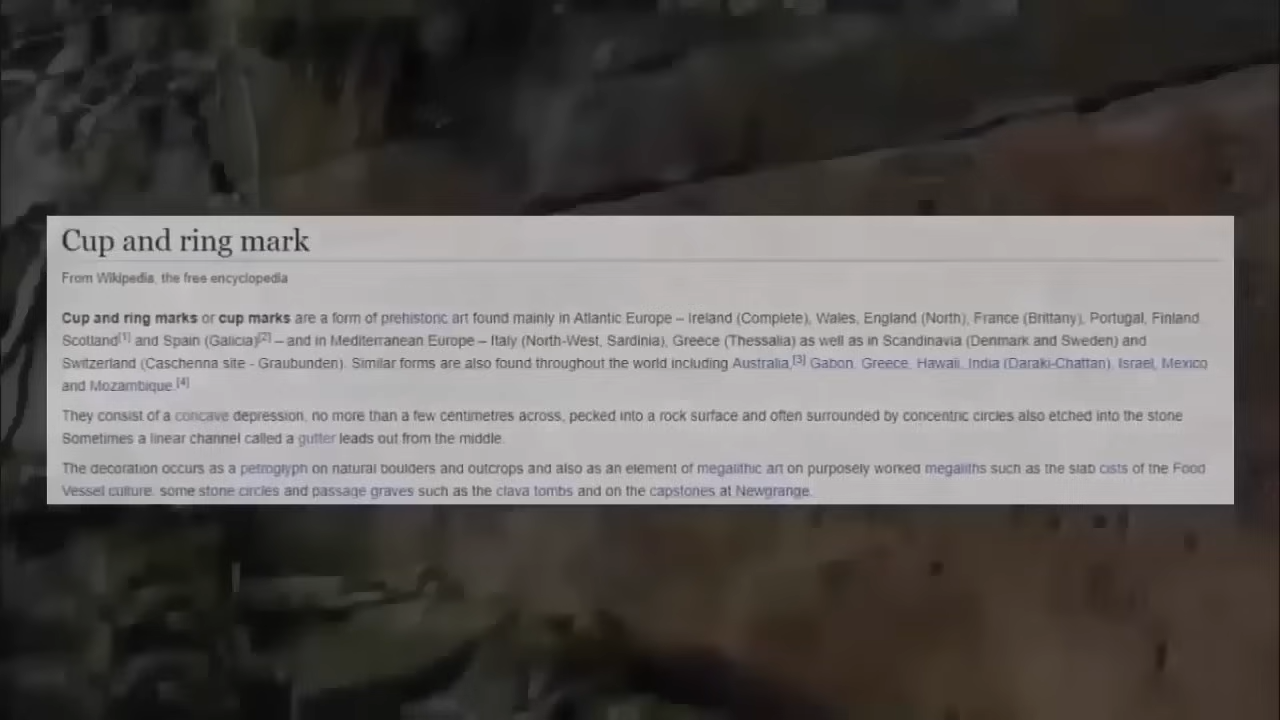 Cup and ring mark
From Wikipedia, the free encyclopedia
Cup and ring marks or cup marks are a form of prehistoric art found mainly in Atlantic Europe – Ireland (Complete), Wales, England (North), France (Brittany), Portugal, Finland
Scotland[1] and Spain (Galicia)[2] – and in Mediterranean Europe – Italy (North-West, Sardinia), Greece (Thessalia) as well as in Scandinavia (Denmark and Sweden) and
Switzerland (Caschenna site - Graubunden). Similar forms are also found throughout the world including Australia,[3] Gabon, Greece, Hawaii, India (Daraki-Chattan), Israel, Mexico
and Mozambique.[4]
They consist of a concave depression, no more than a few centimetres across, pecked into a rock surface and often surrounded by concentric circles also etched into the stone
Sometimes a linear channel called a gutter leads out from the middle.
The decoration occurs as a petroglyph on natural boulders and outcrops and also as an element of megalithic art on purposely worked megaliths such as the slab cists of the Food
Vessel culture, some stone circles and passage graves such as the clava tombs and on the capstones at Newgrange.